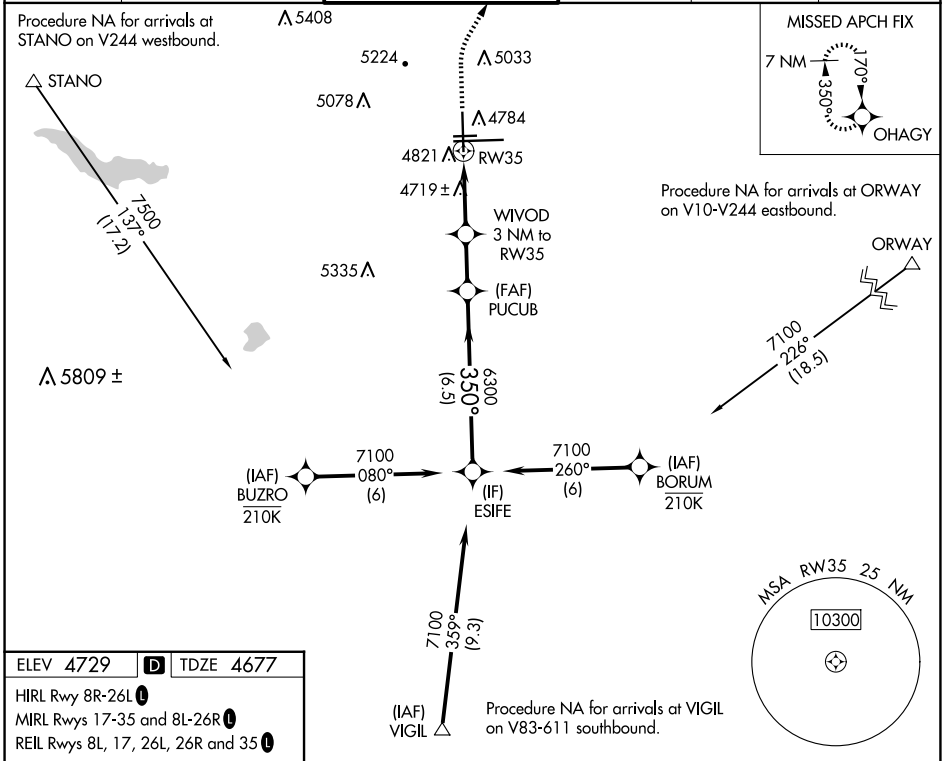 Procedure NA for arrivals at
STANO on V244 westbound.
5408
5224
5033
MISSED APCH FIX
7 NM
170°
350°
OHAGY
STANO
5078
4784
4821
RW35
4719 ±
7500
137°
(17.2)
Procedure NA for arrivals at ORWAY
on V10-V244 eastbound.
WIVOD
3 NM to
RW35
ORWAY
5335
(FAF)
PUCUB
7100
226°
(18.5)
5809 ±
6300
350°
(6.5)
(IAF)
BUZRO
210K
7100
080°
(6)
(IF)
ESIFE
7100
260°
(6)
(IAF)
BORUM
210K
7100
359°
(9.3)
MSA RW35 25 NM
10300
ELEV 4729 D TDZE 4677
HIRL Rwy 8R-26L L
MIRL Rwys 17-35 and 8L-26R L
REIL Rwys 8L, 17, 26L, 26R and 35 L
(IAF)
VIGIL
Procedure NA for arrivals at VIGIL
on V83-611 southbound.